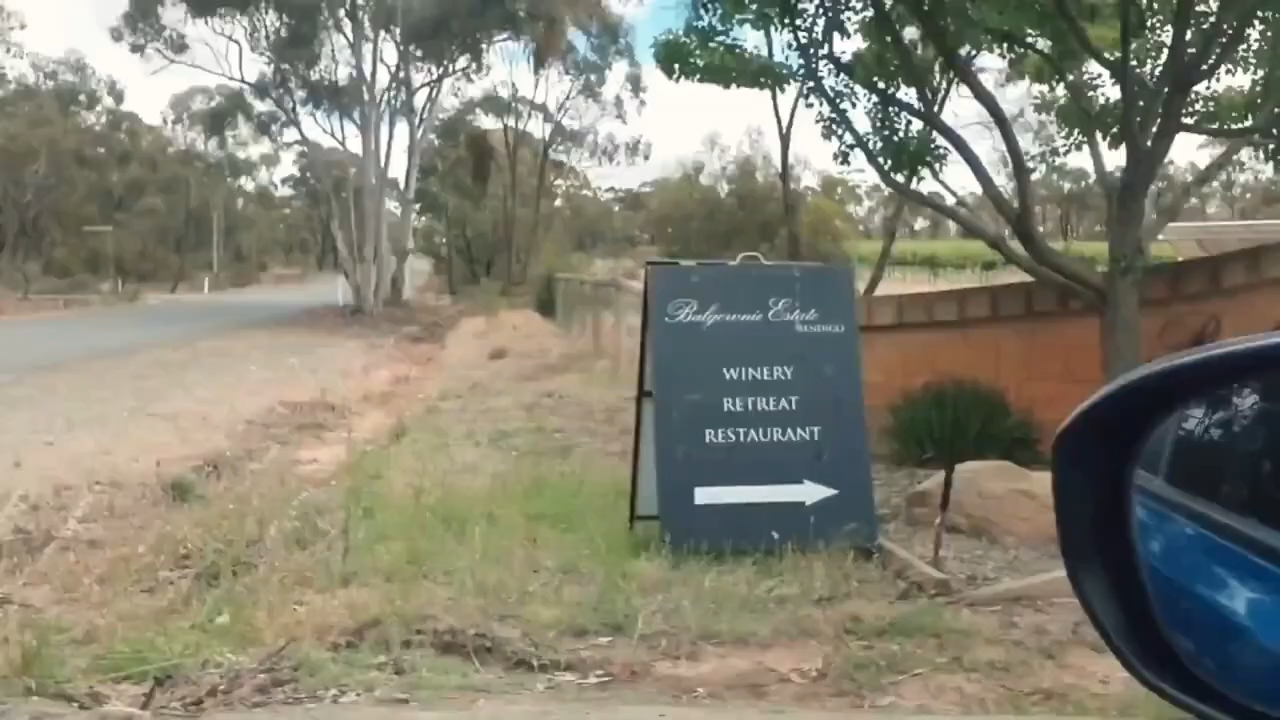 Balgownie Estate
BENDIGO
WINERY
RETREAT
RESTAURANT